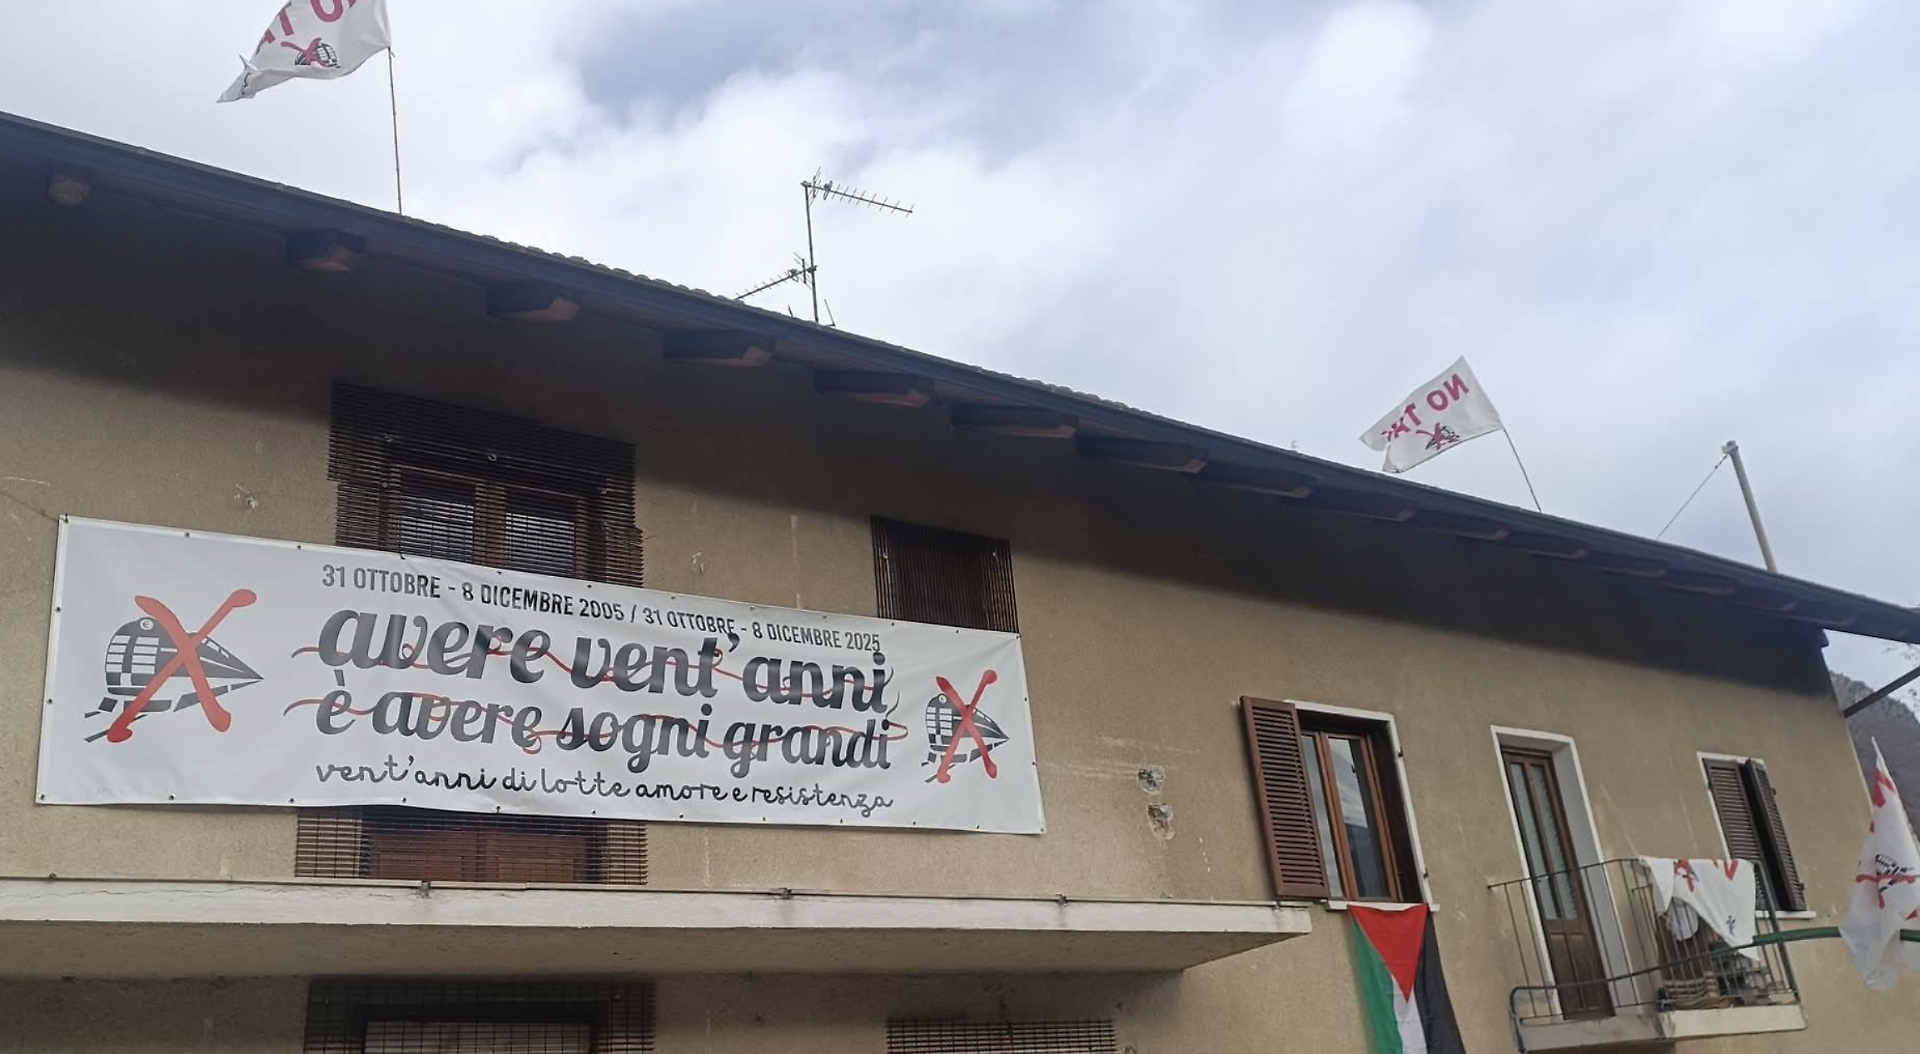 31 OTTOBRE - 8 DICEMBRE 2005 / 31 OTTOBRE - 8 DICEMBRE 2025
avere vent'anni
è avere sogni grandi
vent'anni di lotte amore e resistenza
NO TAV